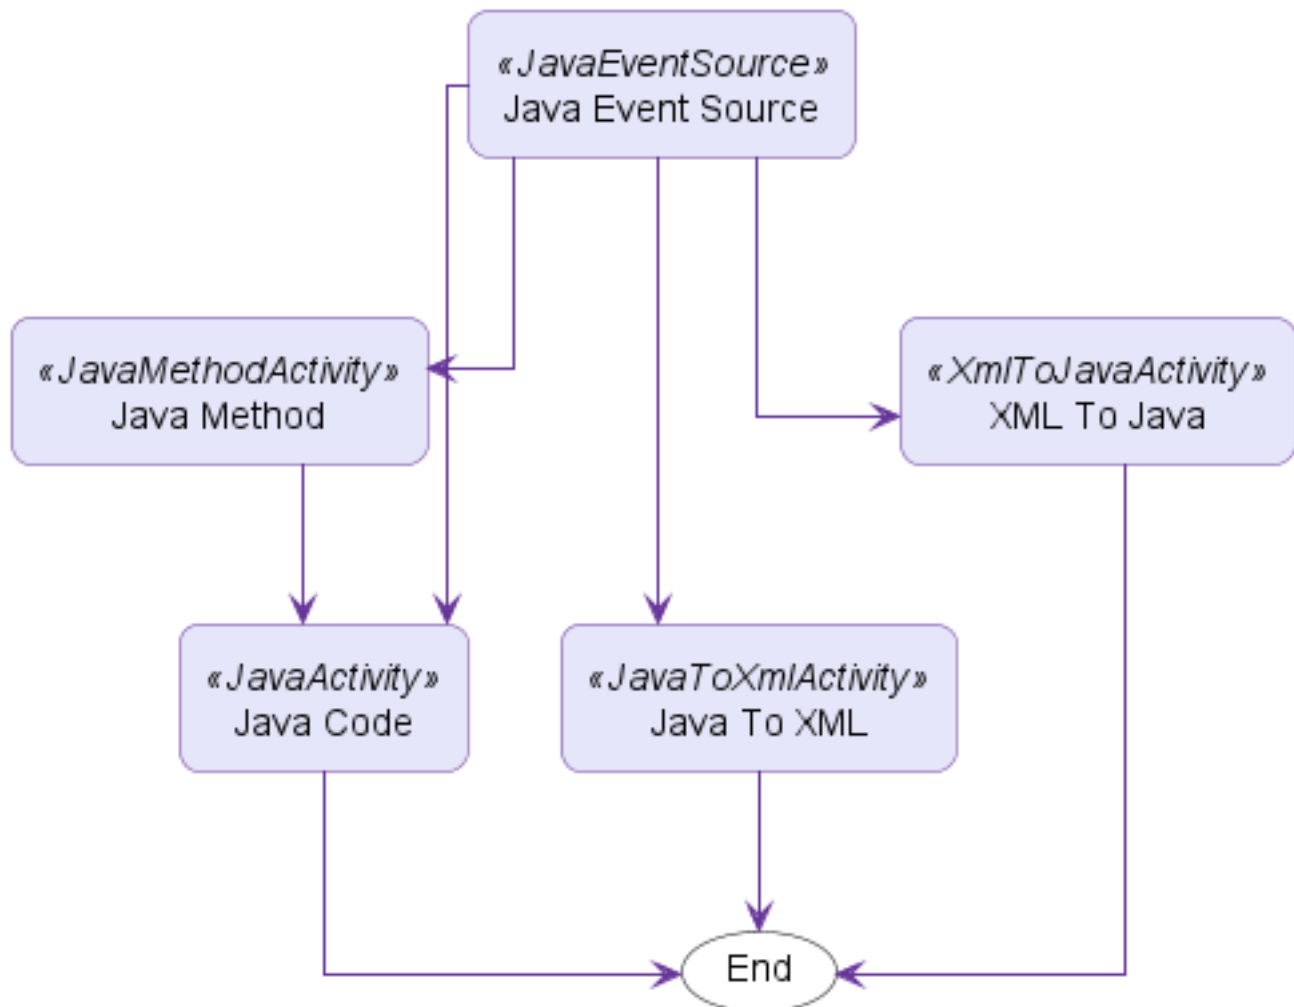 «JavaEventSource»
Java Event Source
«JavaMethodActivity»
Java Method
«XmlToJavaActivity»
XML To Java
«JavaActivity»
Java Code
«JavaToXmlActivity»
Java To XML
End